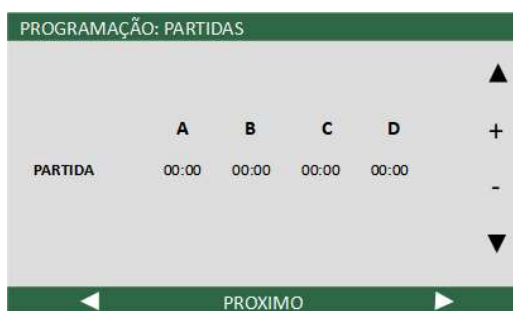 PROGRAMAÇÃO: PARTIDAS
A B C D
+
PARTIDA 00:00 00:00 00:00 00:00
-
PROXIMO